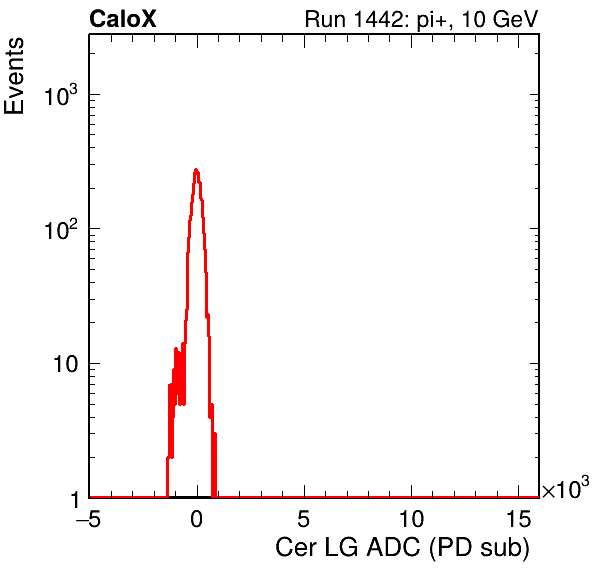 CaloX Run 1442: pi+, 10 GeV
Events
10³
10²
10
1
−5 0 5 10 15 ×10³
Cer LG ADC (PD sub)